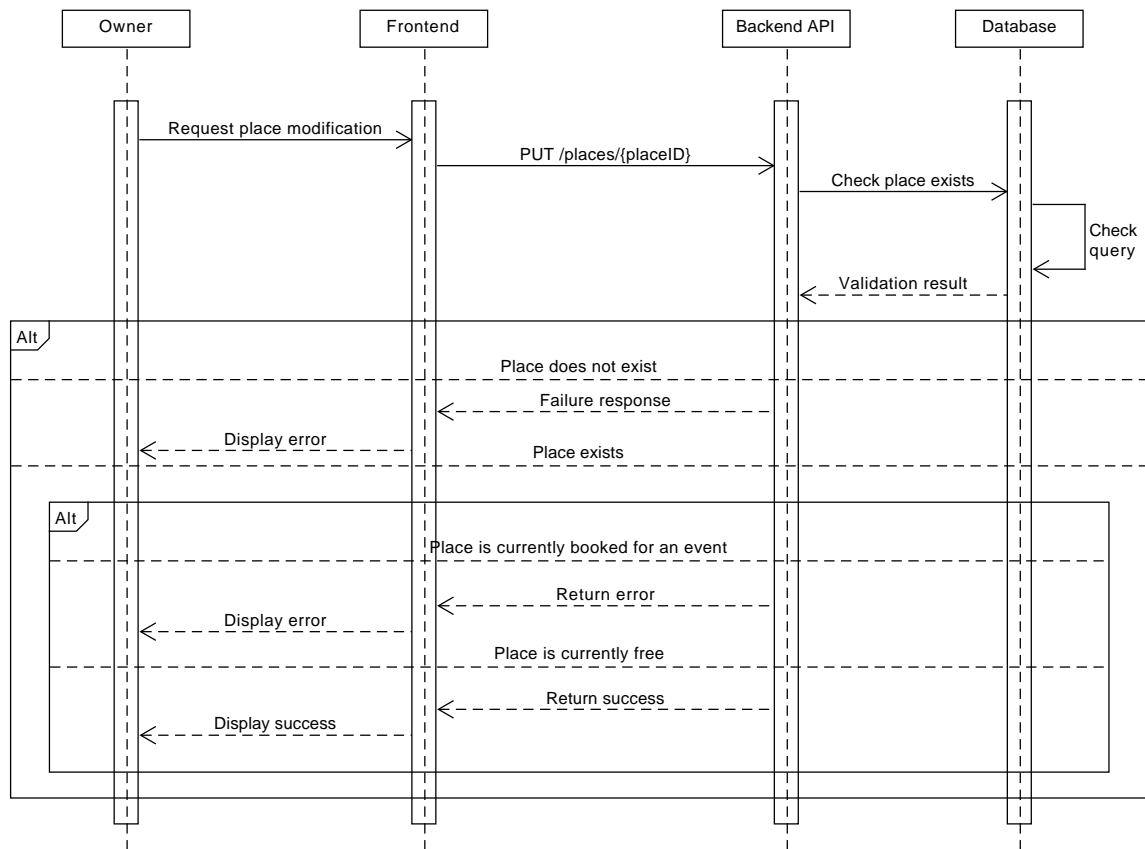 Owner
Frontend
Backend API
Database
Request place modification
PUT /places/{placeID}
Check place exists
Check
query
Validation result
Alt
Place does not exist
Failure response
Display error
Place exists
Alt
Place is currently booked for an event
Return error
Display error
Place is currently free
Return success
Display success